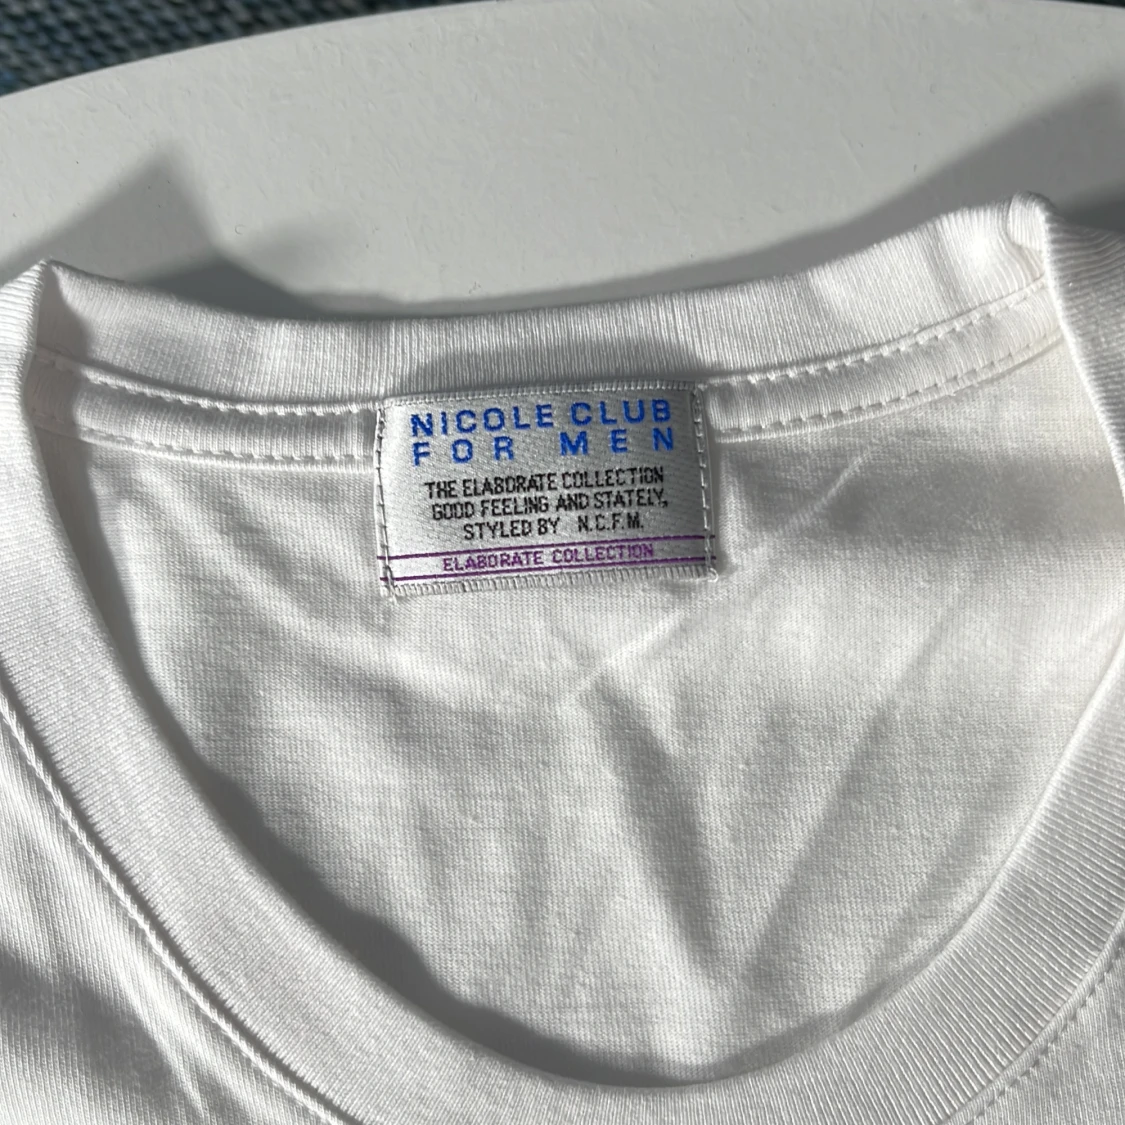 NICOLE CLUB
FOR MEN
THE ELABORATE COLLECTION
GOOD FEELING AND STATELY,
STYLED BY N.C.F.M.
ELABORATE COLLECTION